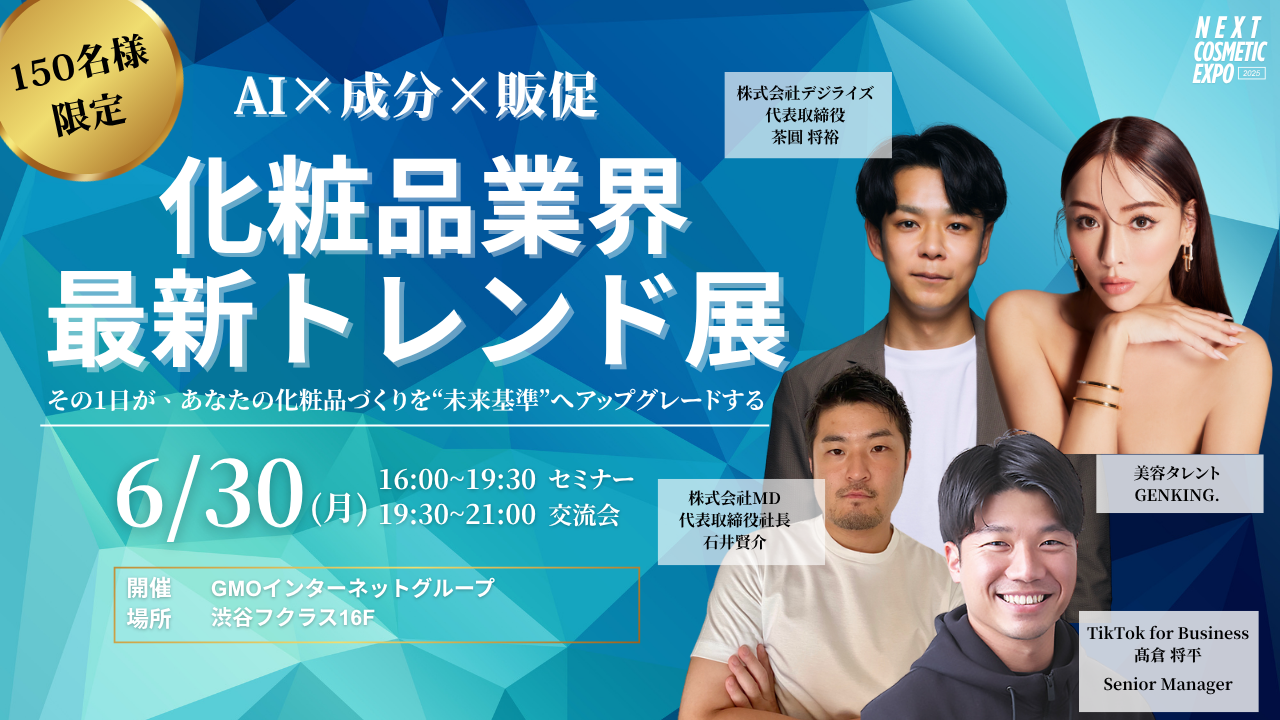 150名様
限定
AI×成分×販促
化粧品業界
最新トレンド展
その1日が、あなたの化粧品づくりを“未来基準”へアップグレードする
6/30(月)
16:00~19:30 セミナー
19:30~21:00 交流会
開催 GMOインターネットグループ
場所 渋谷フクラス16F
NEXT
COSMETIC
EXPO 2025
株式会社デジライズ
代表取締役
茶圓 将裕
美容タレント
GENKING.
株式会社MD
代表取締役社長
石井賢介
TikTok for Business
髙倉 将平
Senior Manager